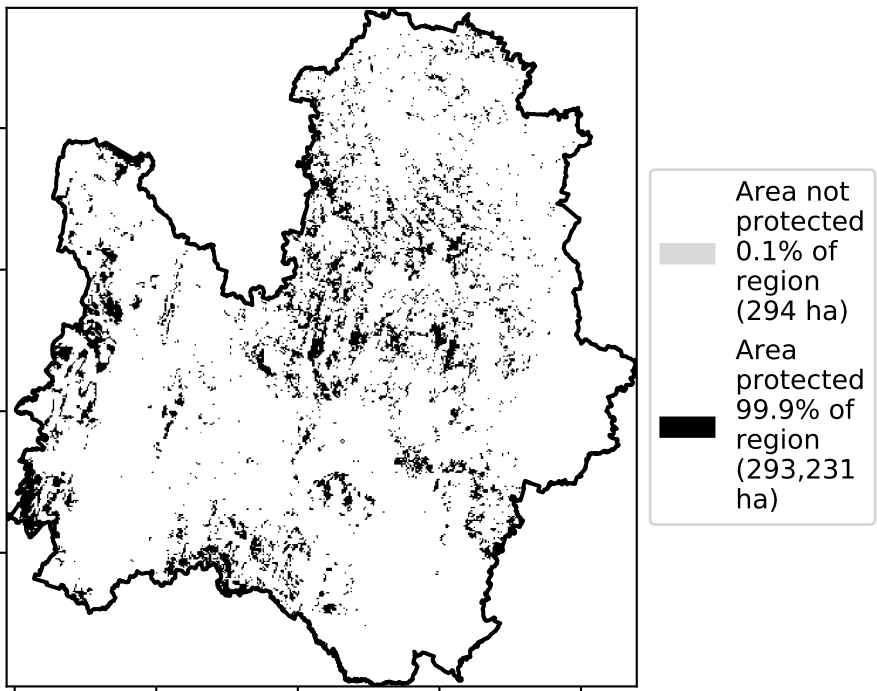 Area not
protected
0.1% of
region
(294 ha)
Area
protected
99.9% of
region
(293,231
ha)